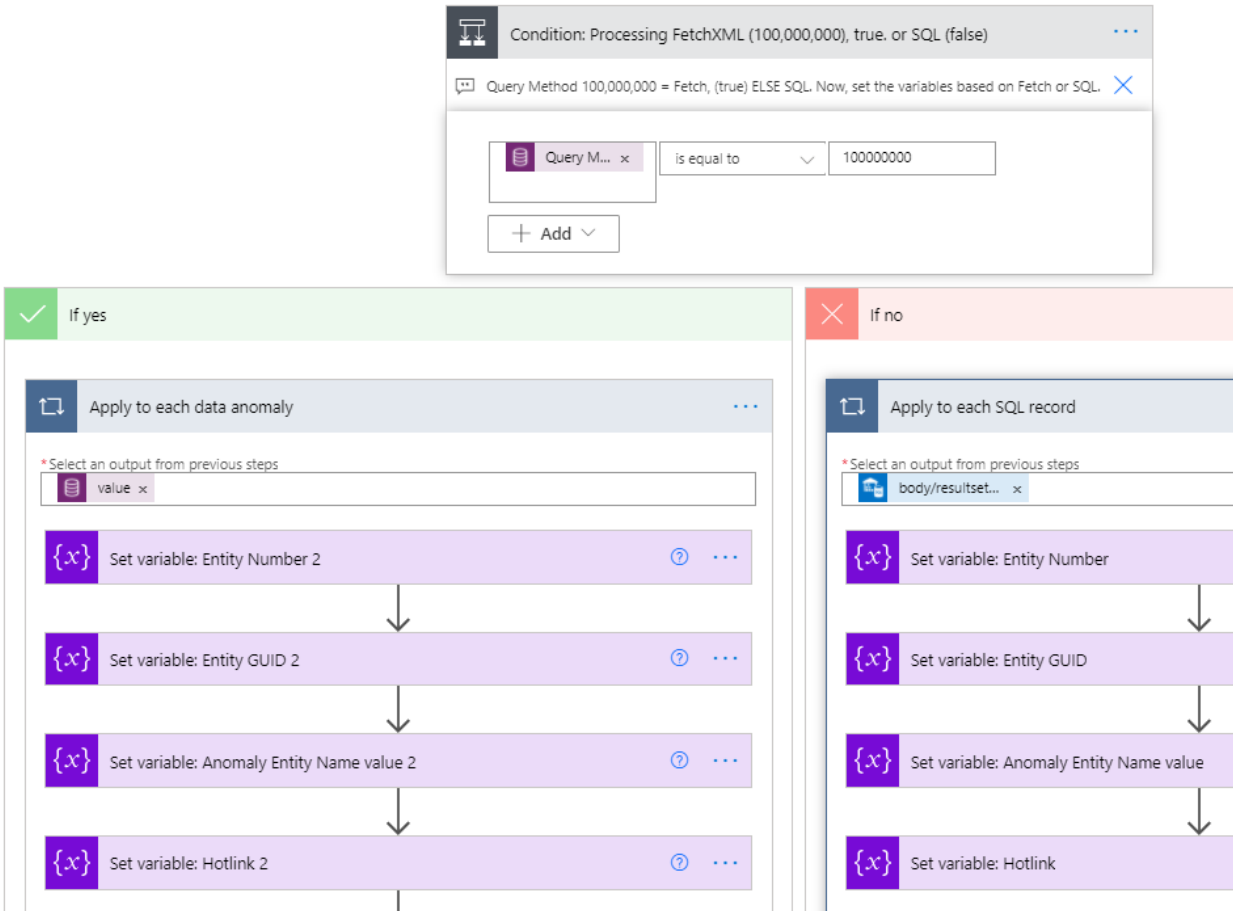 Condition: Processing FetchXML (100,000,000), true. or SQL (false)
Query Method 100,000,000 = Fetch, (true) ELSE SQL. Now, set the variables based on Fetch or SQL.
Query M... × is equal to 100000000
+ Add
If yes
Apply to each data anomaly
*Select an output from previous steps
value ×
{x} Set variable: Entity Number 2
{x} Set variable: Entity GUID 2
{x} Set variable: Anomaly Entity Name value 2
{x} Set variable: Hotlink 2
If no
Apply to each SQL record
*Select an output from previous steps
body/resultset... ×
{x} Set variable: Entity Number
{x} Set variable: Entity GUID
{x} Set variable: Anomaly Entity Name value
{x} Set variable: Hotlink